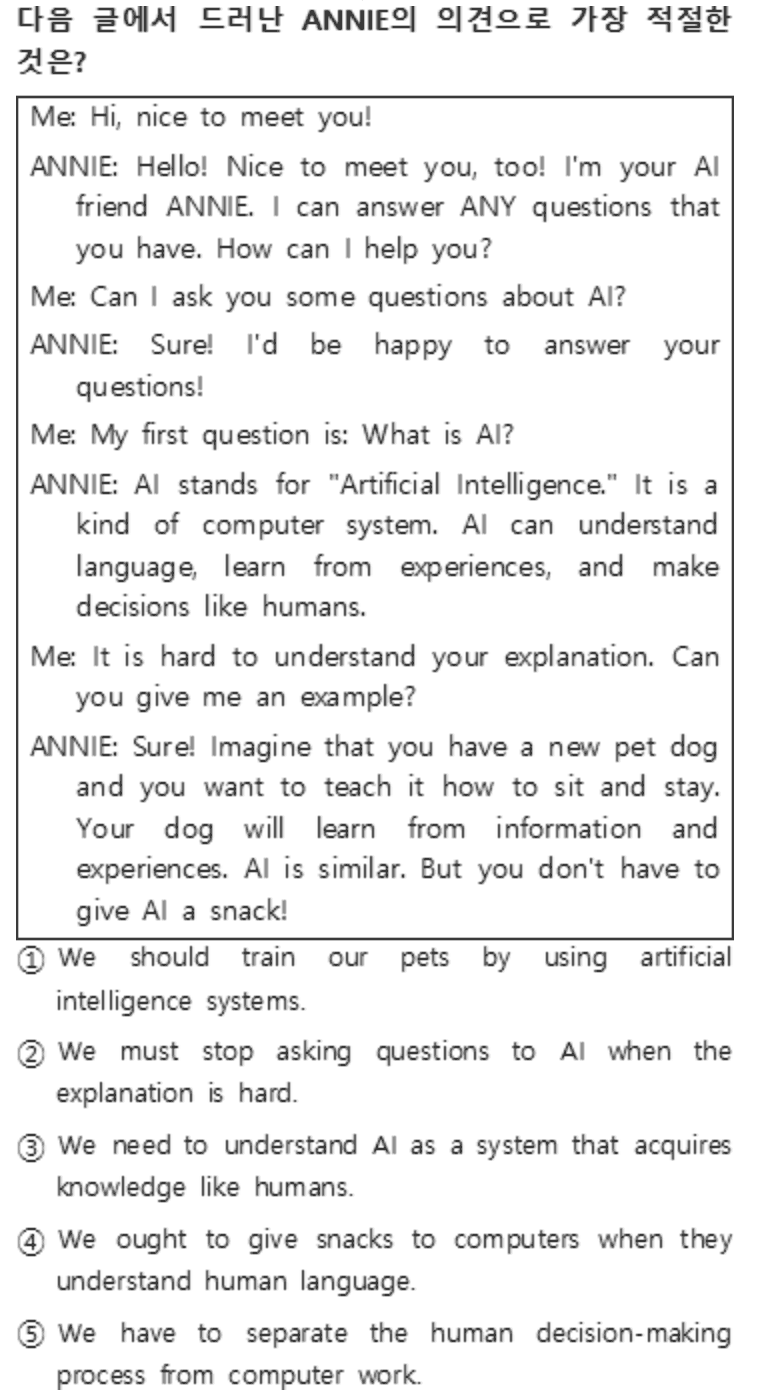 다음 글에서 드러난 ANNIE의 의견으로 가장 적절한
것은?
Me: Hi, nice to meet you!
ANNIE: Hello! Nice to meet you, too! I'm your AI
friend ANNIE. I can answer ANY questions that
you have. How can I help you?
Me: Can I ask you some questions about AI?
ANNIE: Sure! I'd be happy to answer your
questions!
Me: My first question is: What is AI?
ANNIE: AI stands for "Artificial Intelligence." It is a
kind of computer system. AI can understand
language, learn from experiences, and make
decisions like humans.
Me: It is hard to understand your explanation. Can
you give me an example?
ANNIE: Sure! Imagine that you have a new pet dog
and you want to teach it how to sit and stay.
Your dog will learn from information and
experiences. AI is similar. But you don't have to
give AI a snack!
① We should train our pets by using artificial
intelligence systems.
② We must stop asking questions to AI when the
explanation is hard.
③ We need to understand AI as a system that acquires
knowledge like humans.
④ We ought to give snacks to computers when they
understand human language.
⑤ We have to separate the human decision-making
process from computer work.